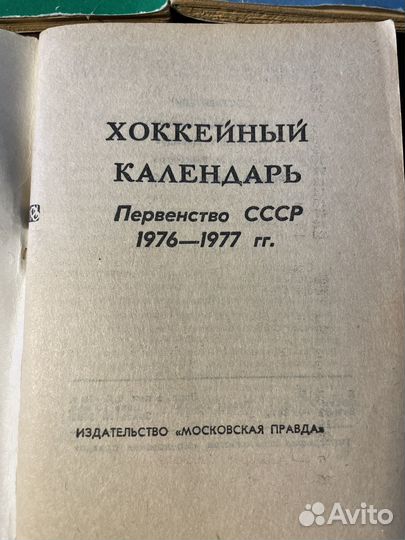 ХОККЕЙНЫЙ
КАЛЕНДАРЬ
Первенство СССР
1976—1977 гг.
ИЗДАТЕЛЬСТВО «МОСКОВСКАЯ ПРАВДА»
Avito